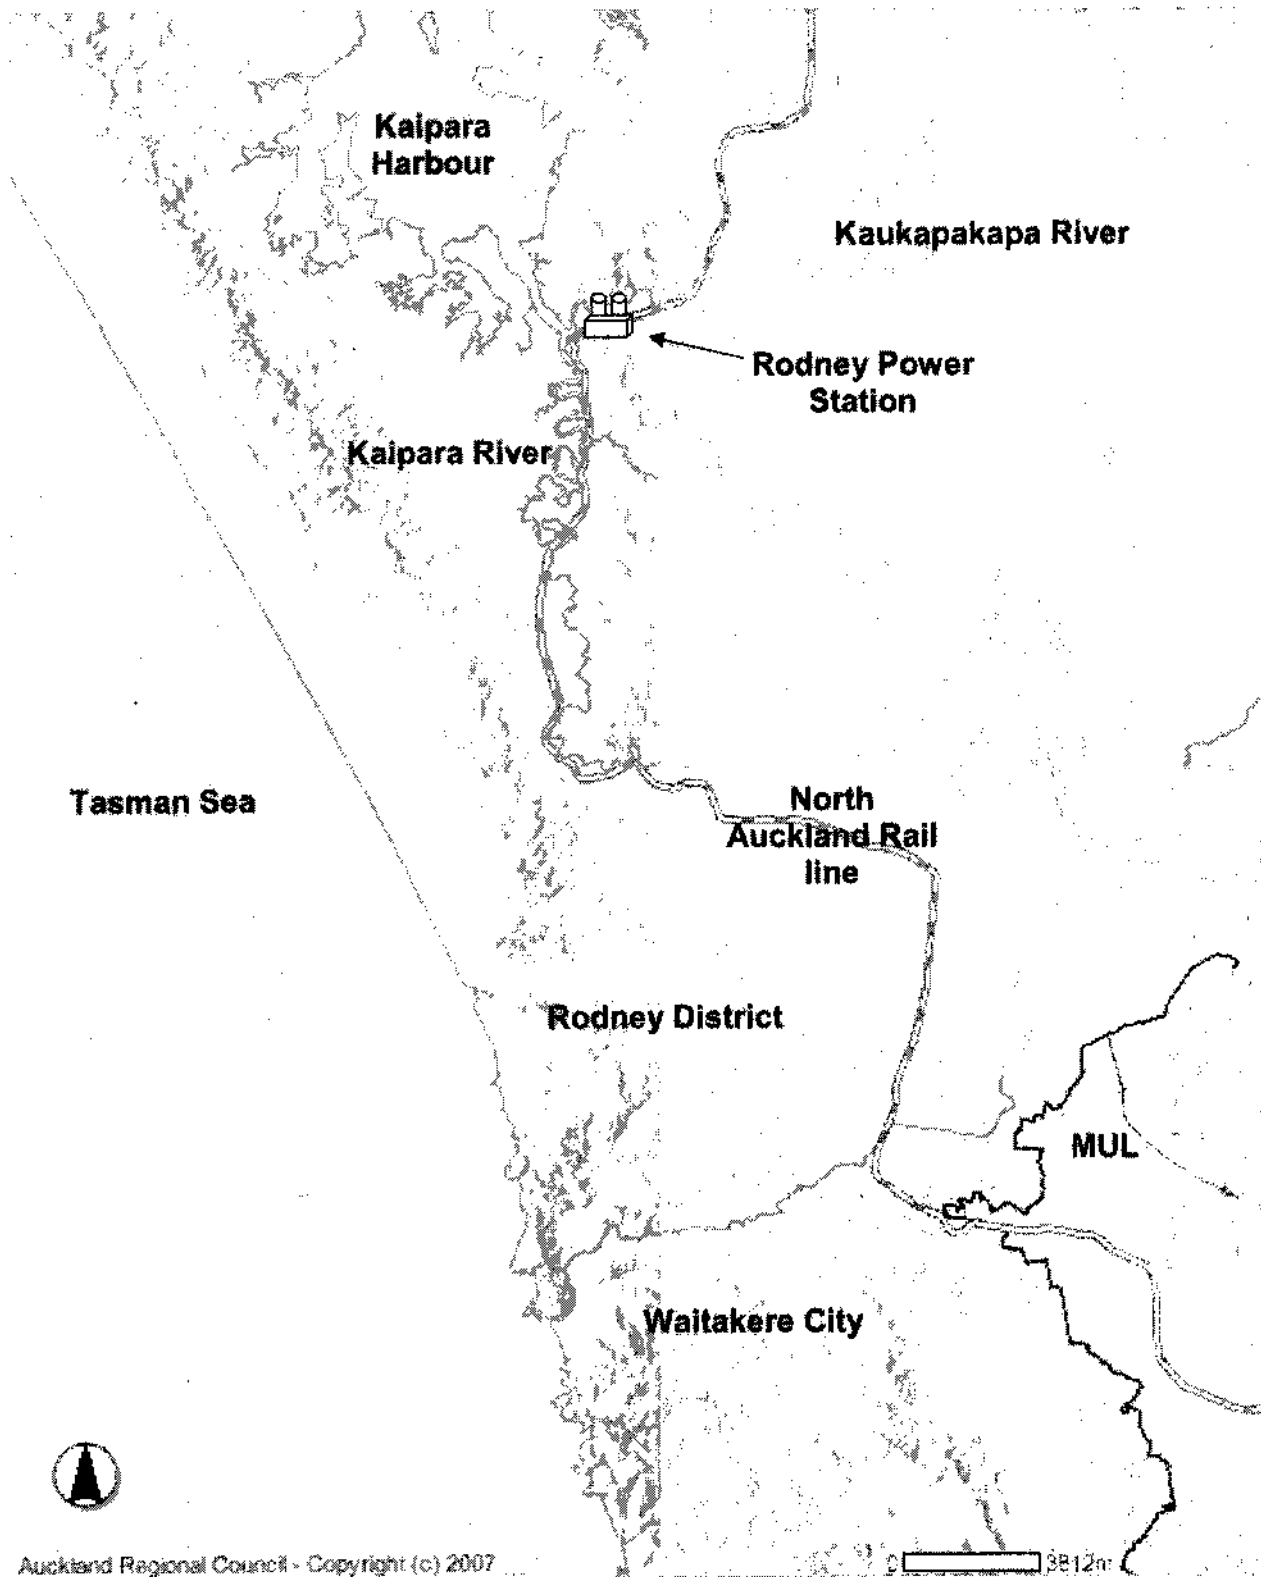 Kaipara
Harbour
Kaukapakapa River
Rodney Power
Station
Kaipara River
Tasman Sea
North
Auckland Rail
line
Rodney District
MUL
Waitakere City
Auckland Regional Council - Copyright (c) 2007
0 3812m